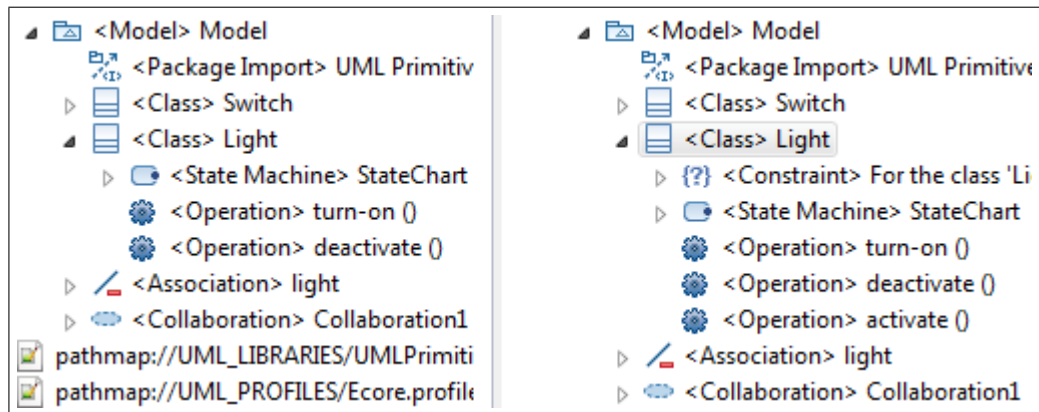 <Model> Model
<Package Import> UML Primitiv
<Class> Switch
<Class> Light
<State Machine> StateChart
<Operation> turn-on ()
<Operation> deactivate ()
<Association> light
<Collaboration> Collaboration1
pathmap://UML_LIBRARIES/UMLPrimiti
pathmap://UML_PROFILES/Ecore.profile
<Model> Model
<Package Import> UML Primitive
<Class> Switch
<Class> Light
{?} <Constraint> For the class 'Li
<State Machine> StateChart
<Operation> turn-on ()
<Operation> deactivate ()
<Operation> activate ()
<Association> light
<Collaboration> Collaboration1